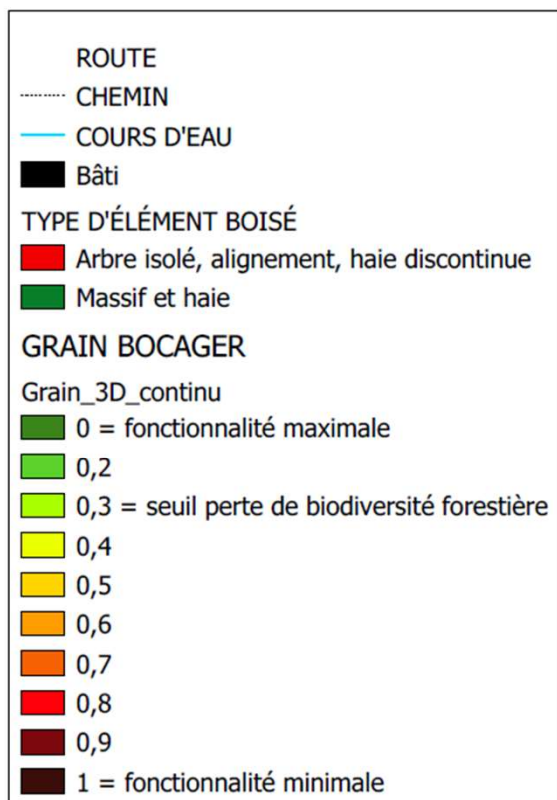 ROUTE
CHEMIN
COURS D'EAU
Bâti
TYPE D'ÉLÉMENT BOISÉ
Arbre isolé, alignement, haie discontinue
Massif et haie
GRAIN BOCAGER
Grain_3D_continu
0 = fonctionnalité maximale
0,2
0,3 = seuil perte de biodiversité forestière
0,4
0,5
0,6
0,7
0,8
0,9
1 = fonctionnalité minimale